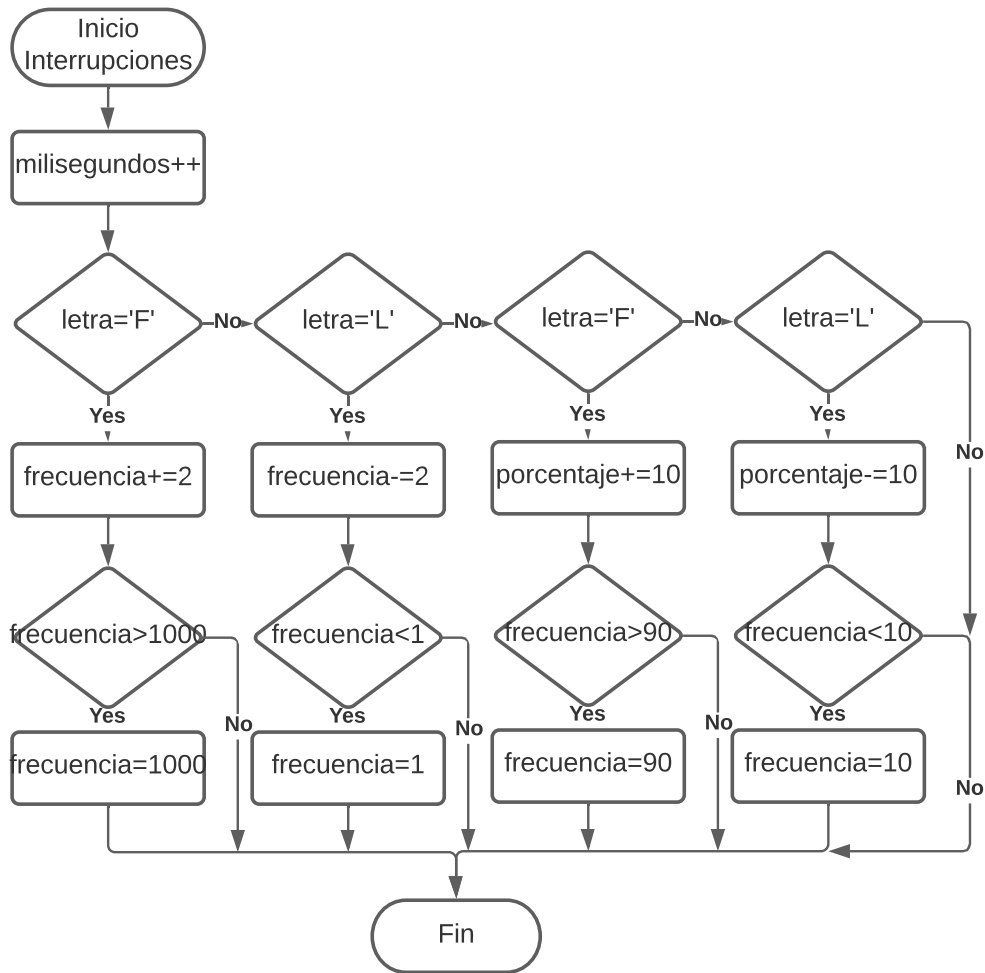 Inicio
Interrupciones
milisegundos++
letra='F'
No
letra='L'
No
letra='F'
No
letra='L'
Yes
Yes
Yes
Yes
No
frecuencia+=2
frecuencia-=2
porcentaje+=10
porcentaje-=10
frecuencia>1000
frecuencia<1
frecuencia>90
frecuencia<10
Yes
No
Yes
No
Yes
No
Yes
No
frecuencia=1000
frecuencia=1
frecuencia=90
frecuencia=10
Fin